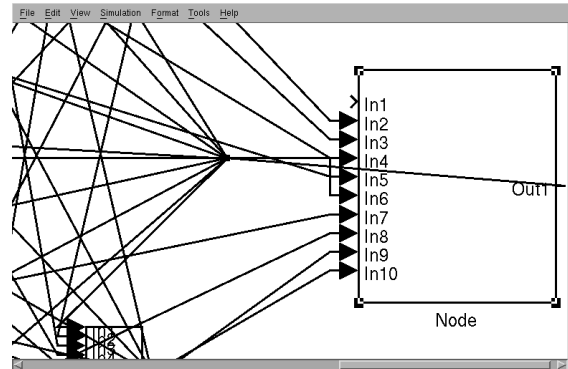 File Edit View Simulation Format Tools Help
In1
In2
In3
In4
In5
In6
In7
In8
In9
In10
Out1
Node